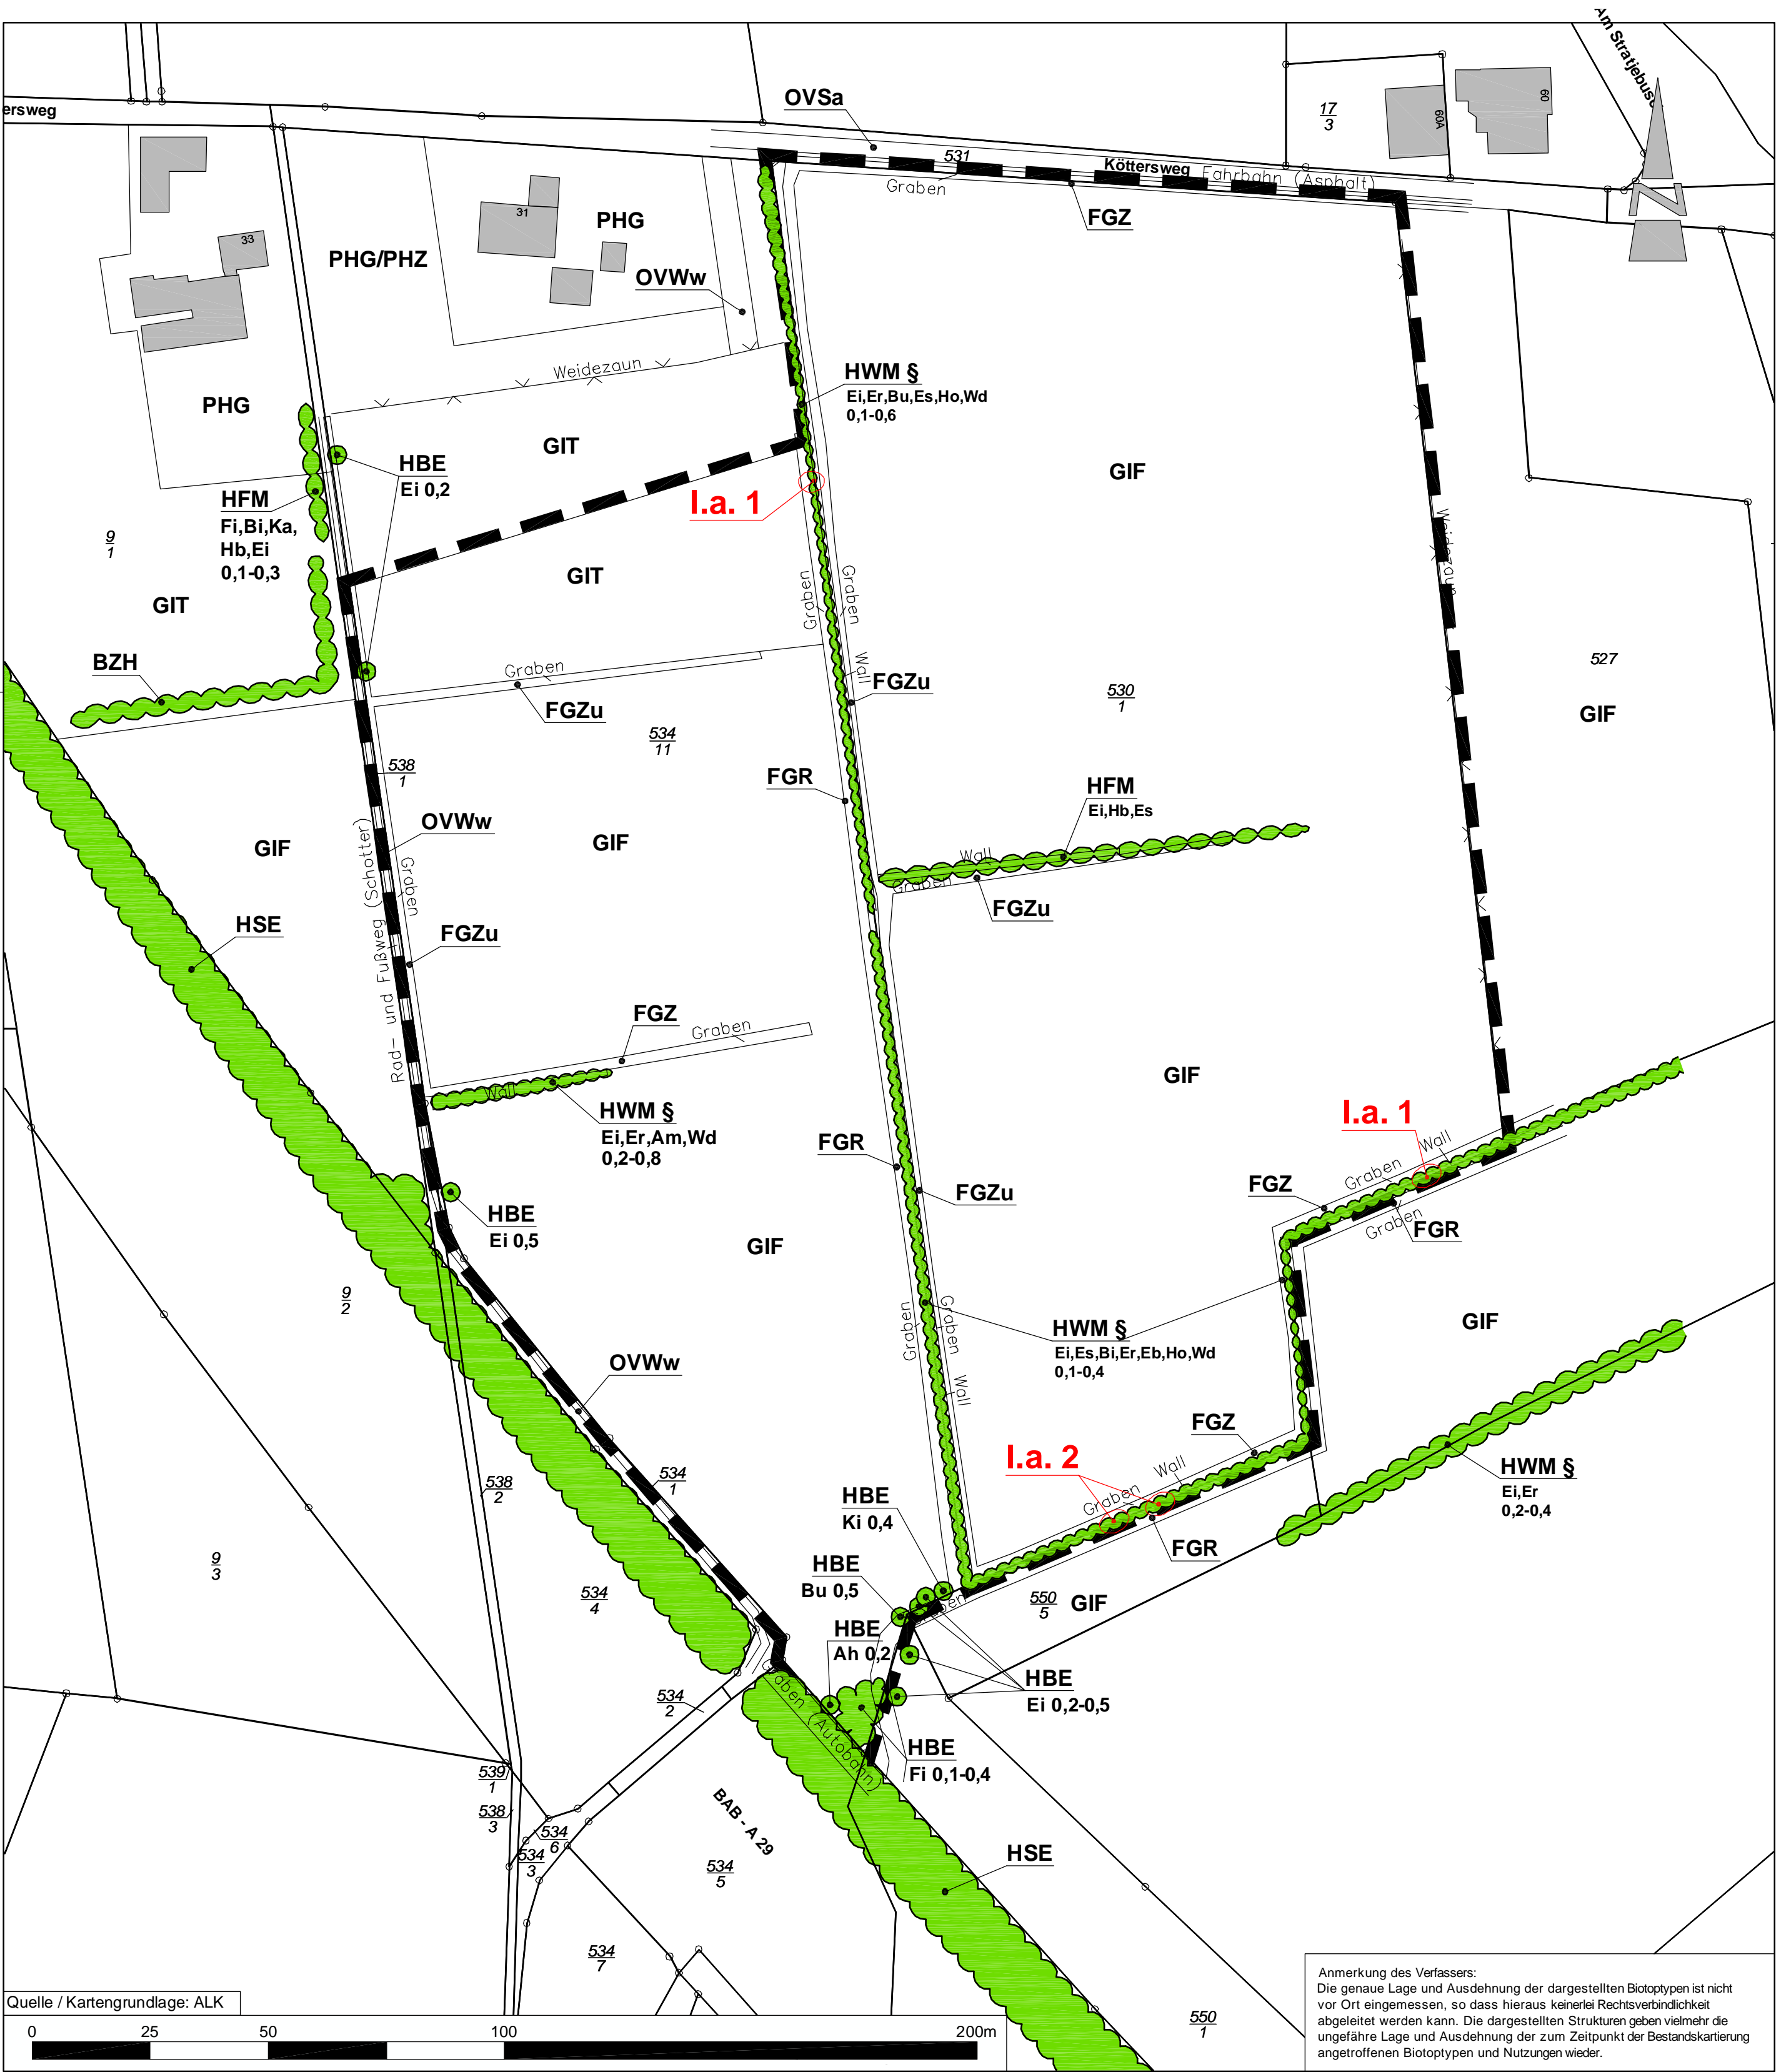 Am Stratjebusch
ersweg
OVSa
17
3
60A
60
531
Köttersweg
Fahrbahn (Asphalt)
Graben
FGZ
N
33
31
PHG
PHG/PHZ
OVWw
Weidezaun
HWM §
Ei,Er,Bu,Es,Ho,Wd
0,1-0,6
PHG
GIT
HBE
Ei 0,2
GIF
HFM
Fi,Bi,Ka,
Hb,Ei
0,1-0,3
I.a. 1
9
1
Weidezaun
GIT
GIT
Graben
Graben
BZH
Graben
Wall
FGZu
FGZu
527
530
1
GIF
534
11
538
1
FGR
HFM
Ei,Hb,Es
OVWw
GIF
GIF
Rad- und Fußweg (Schotter)
Graben
Wall
Graben
FGZu
HSE
FGZu
FGZ
Graben
Wall
HWM §
Ei,Er,Am,Wd
0,2-0,8
GIF
I.a. 1
FGR
Wall
Graben
FGZu
FGZ
Graben
FGR
HBE
Ei 0,5
GIF
9
2
Graben
Graben
HWM §
Ei,Es,Bi,Er,Eb,Ho,Wd
0,1-0,4
GIF
OVWw
Wall
FGZ
I.a. 2
Wall
Graben
534
1
538
2
HBE
Ki 0,4
HWM §
Ei,Er
0,2-0,4
FGR
9
3
HBE
Bu 0,5
534
4
Graben
550
5
GIF
HBE
Ah 0,2
HBE
Ei 0,2-0,5
534
2
Graben (Autobahn)
HBE
Fi 0,1-0,4
539
1
538
3
534
6
534
3
BAB - A 29
534
5
HSE
534
7
550
1
Quelle / Kartengrundlage: ALK
0 25 50 100 200m
Anmerkung des Verfassers:
Die genaue Lage und Ausdehnung der dargestellten Biotoptypen ist nicht
vor Ort eingemessen, so dass hieraus keinerlei Rechtsverbindlichkeit
abgeleitet werden kann. Die dargestellten Strukturen geben vielmehr die
ungefähre Lage und Ausdehnung der zum Zeitpunkt der Bestandskartierung
angetroffenen Biotoptypen und Nutzungen wieder.